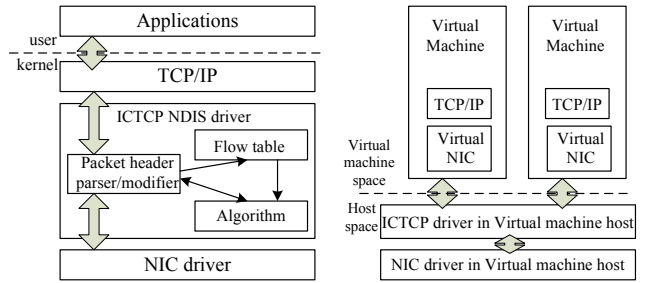 Applications
user
kernel
TCP/IP
ICTCP NDIS driver
Flow table
Packet header
parser/modifier
Algorithm
NIC driver
Virtual
Machine
TCP/IP
Virtual
NIC
Virtual
Machine
TCP/IP
Virtual
NIC
Virtual
machine
space
Host
space
ICTCP driver in Virtual machine host
NIC driver in Virtual machine host